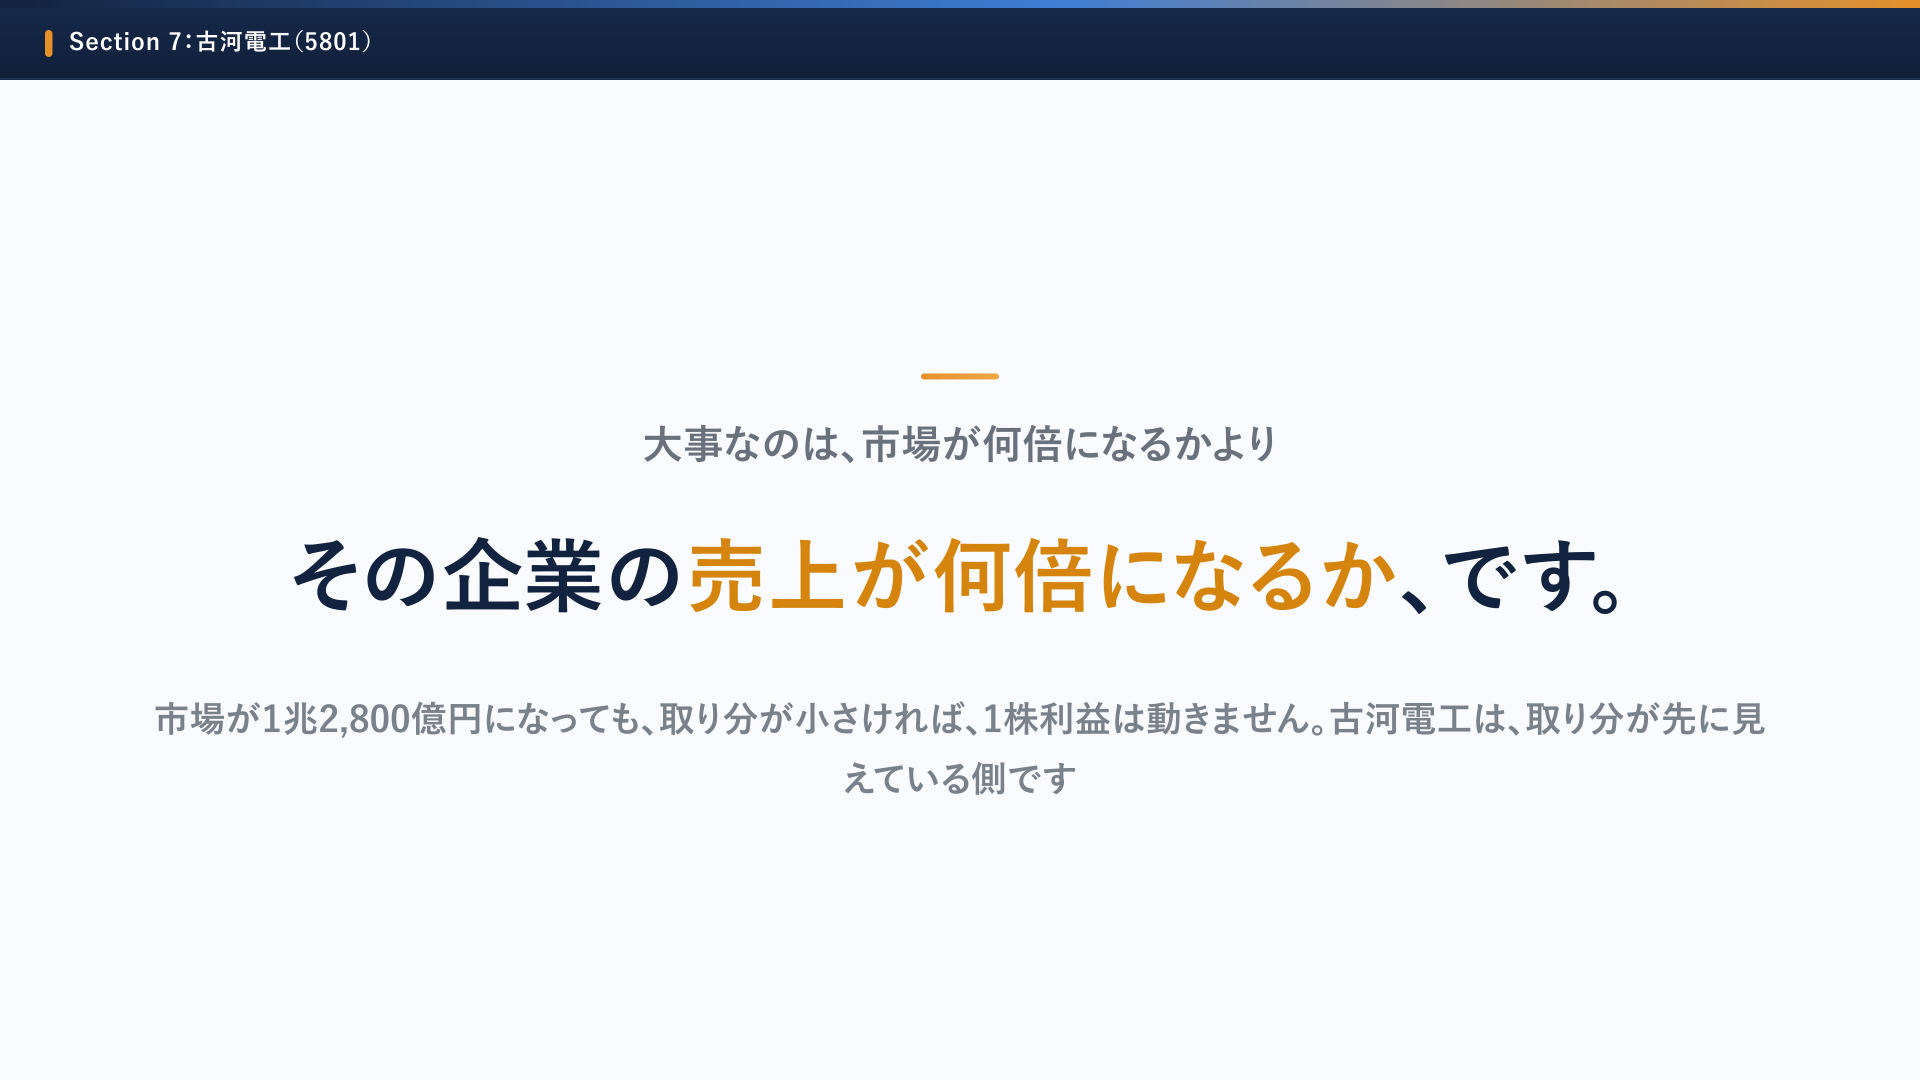 Section 7：古河電工（5801）
大事なのは、市場が何倍になるかより
その企業の売上が何倍になるか、です。
市場が1兆2,800億円になっても、取り分が小さければ、1株利益は動きません。古河電工は、取り分が先に見
えている側です